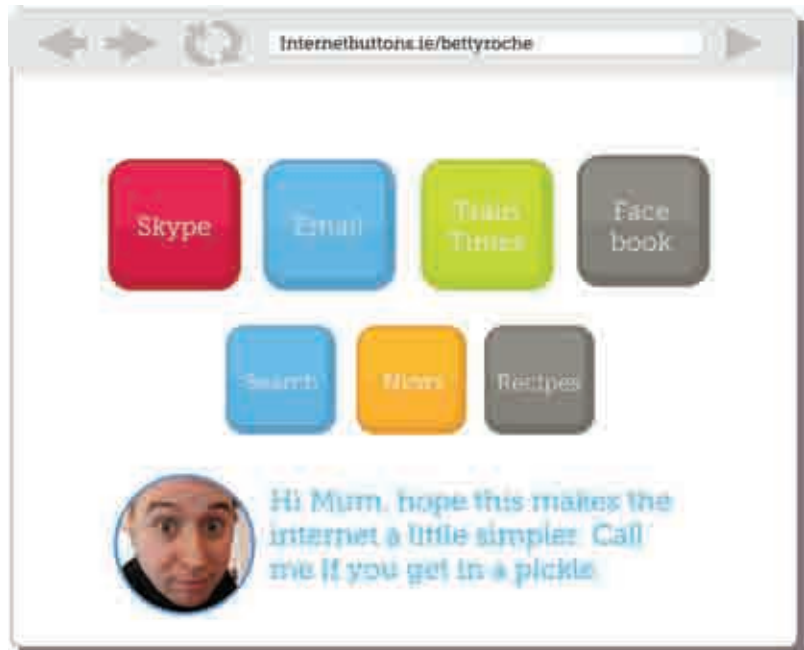 Internetbuttons.ie/bettyroche
Skype
Email
Train
Times
Face
book
Search
News
Recipes
Hi Mum, hope this makes the
internet a little simpler. Call
me if you get in a pickle